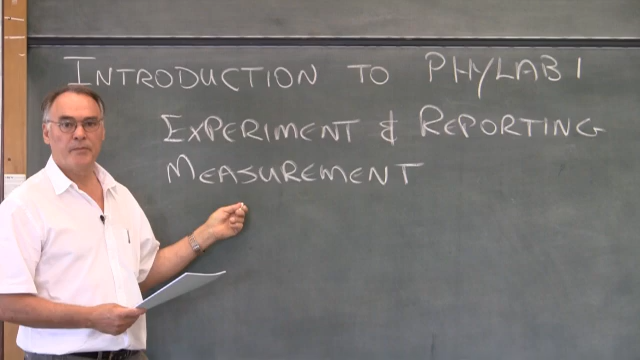 INTRODUCTION TO PHYLAB 1
EXPERIMENT & REPORTING
MEASUREMENT